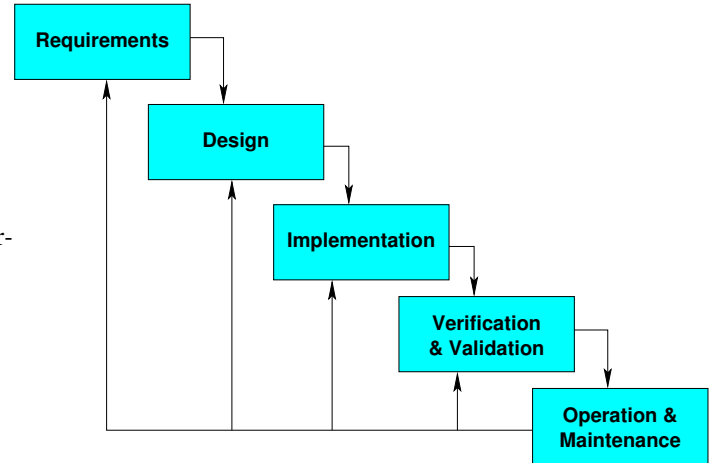 Requirements
Design
r-
Implementation
Verification
& Validation
Operation &
Maintenance